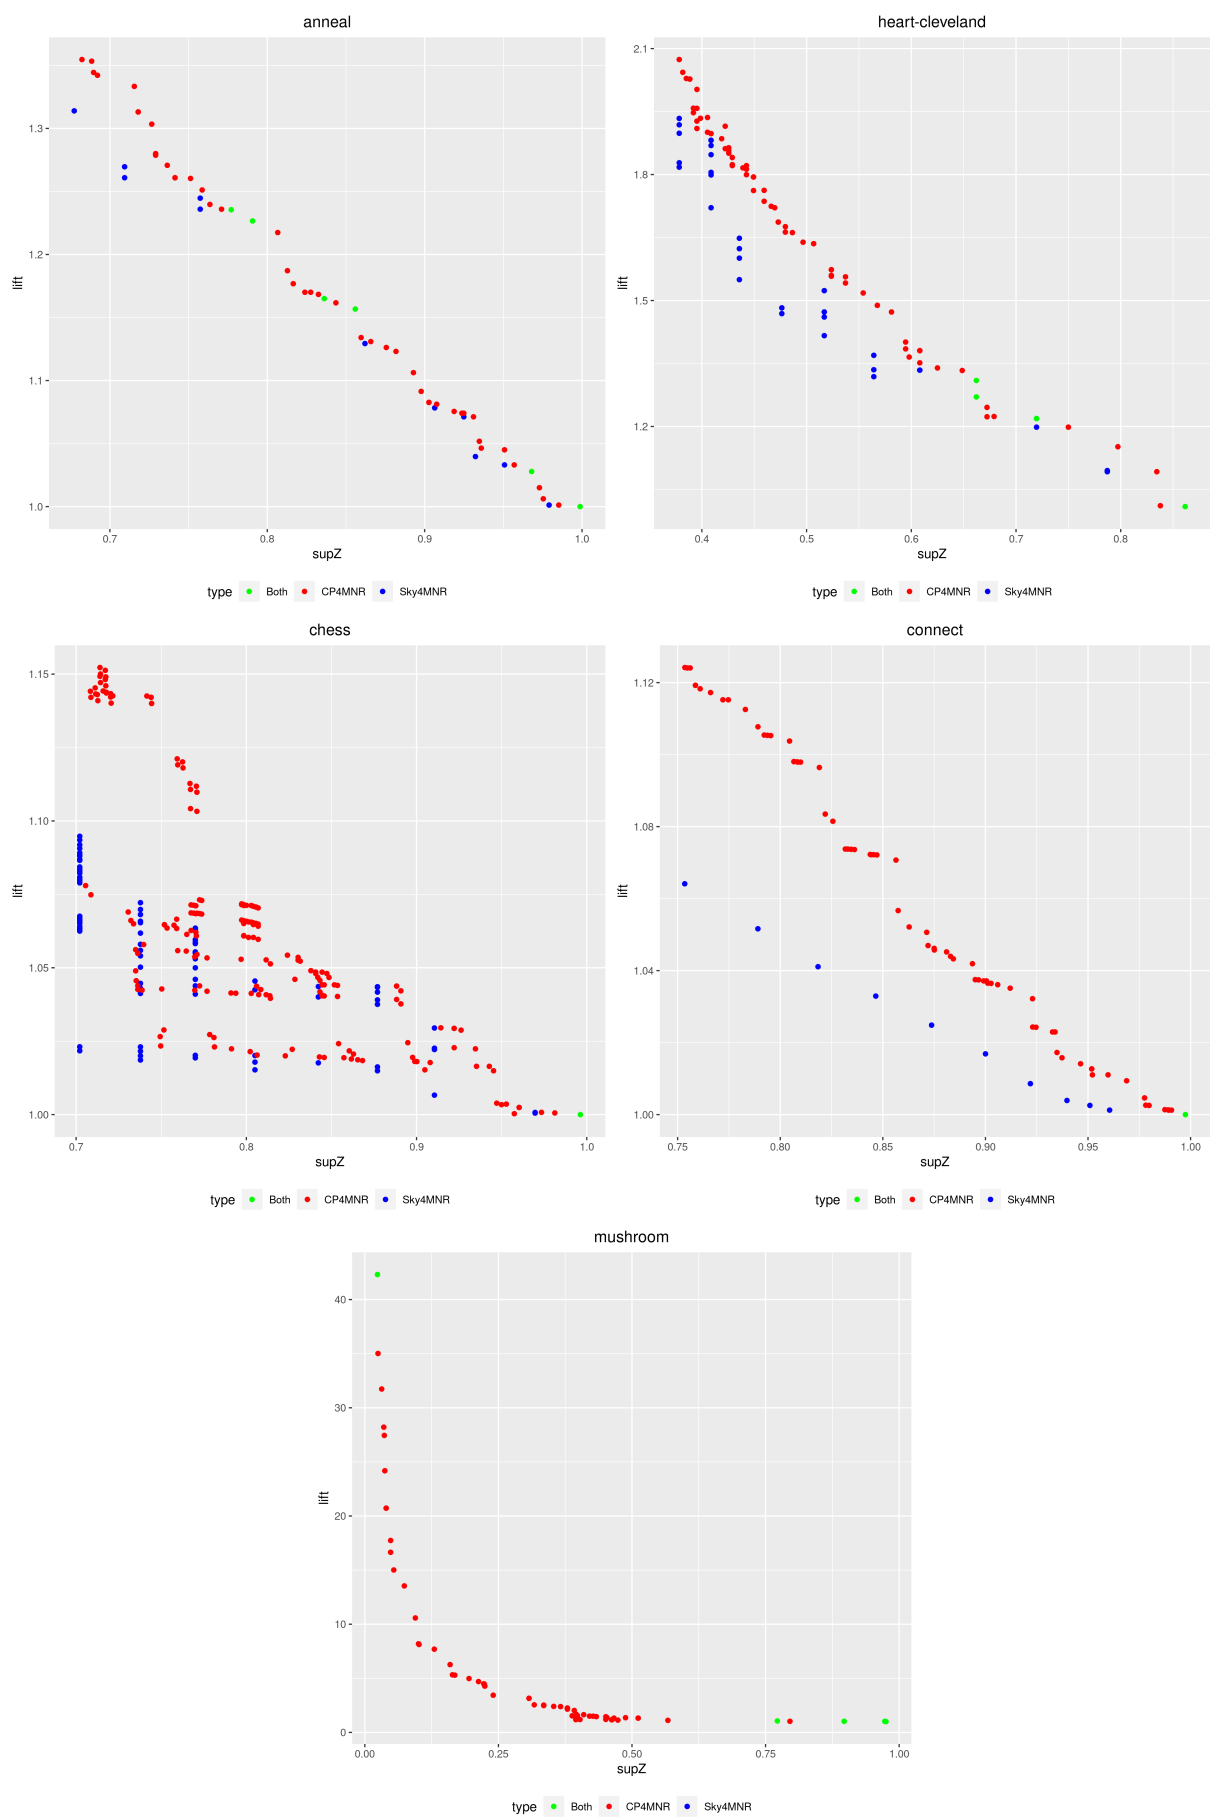 anneal
1.3
1.2
1.1
1.0
lift
0.7 0.8 0.9 1.0
supZ
type Both CP4MNR Sky4MNR
heart-cleveland
2.1
1.8
1.5
1.2
lift
0.4 0.5 0.6 0.7 0.8
supZ
type Both CP4MNR Sky4MNR
chess
1.15
1.10
1.05
1.00
lift
0.7 0.8 0.9 1.0
supZ
type Both CP4MNR Sky4MNR
connect
1.12
1.08
1.04
1.00
lift
0.75 0.80 0.85 0.90 0.95 1.00
supZ
type Both CP4MNR Sky4MNR
mushroom
40
30
20
10
0
lift
0.00 0.25 0.50 0.75 1.00
supZ
type Both CP4MNR Sky4MNR